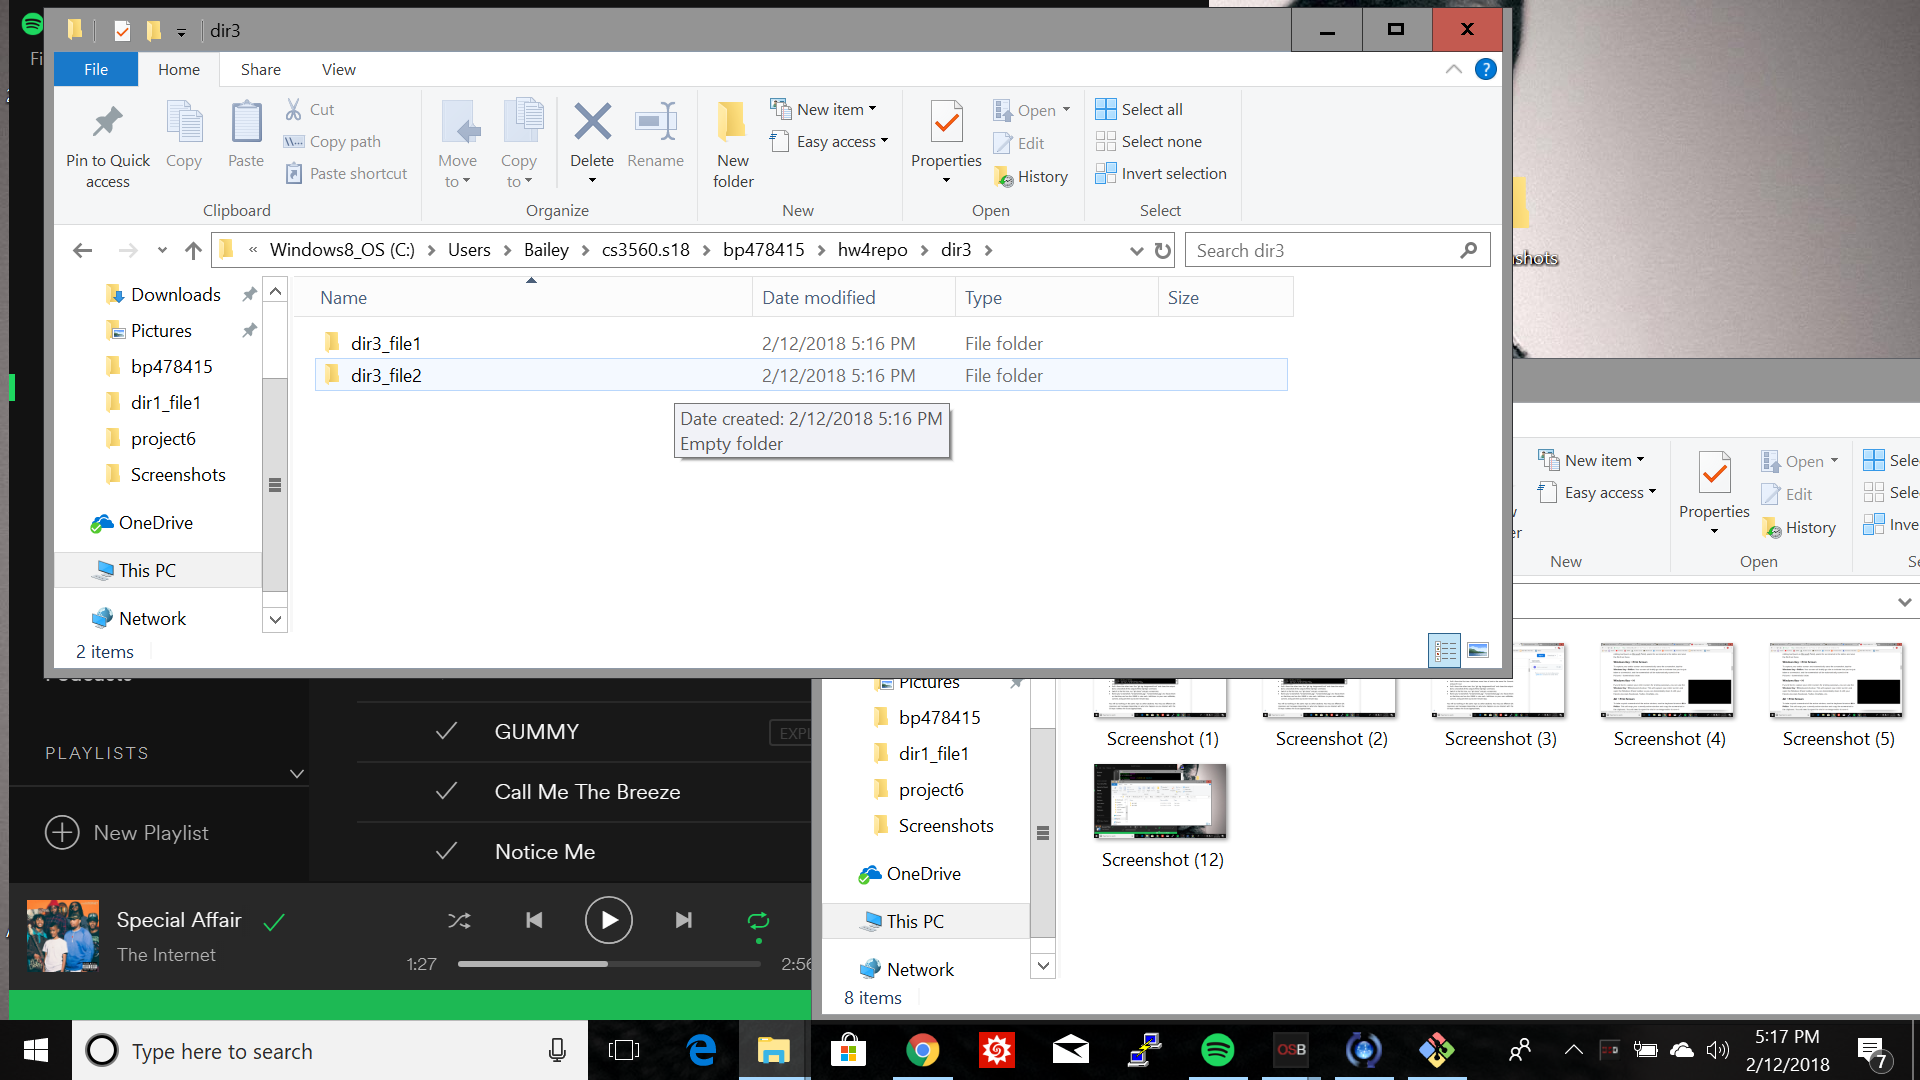 dir3
Fi
File Home Share View
Pin to Quick access
Copy
Paste
Cut
Copy path
Paste shortcut
Clipboard
Move to
Copy to
Delete
Rename
Organize
New folder
New item
Easy access
New
Properties
Open
Edit
History
Open
Select all
Select none
Invert selection
Select
« Windows8_OS (C:) > Users > Bailey > cs3560.s18 > bp478415 > hw4repo > dir3 >
Search dir3
shots
Downloads
Pictures
bp478415
dir1_file1
project6
Screenshots
OneDrive
This PC
Network
Name Date modified Type Size
dir3_file1 2/12/2018 5:16 PM File folder
dir3_file2 2/12/2018 5:16 PM File folder
Date created: 2/12/2018 5:16 PM
Empty folder
2 items
New item
Easy access
New
Properties
Open
Edit
History
Open
Sele
Sele
Inve
Podcasts
PLAYLISTS
New Playlist
GUMMY EXPL
Call Me The Breeze
Notice Me
Special Affair
The Internet
1:27
2:56
Pictures
bp478415
dir1_file1
project6
Screenshots
OneDrive
This PC
Network
Screenshot (1)
Screenshot (2)
Screenshot (3)
Screenshot (4)
Screenshot (5)
Screenshot (12)
8 items
Type here to search
OSB
5:17 PM
2/12/2018
7